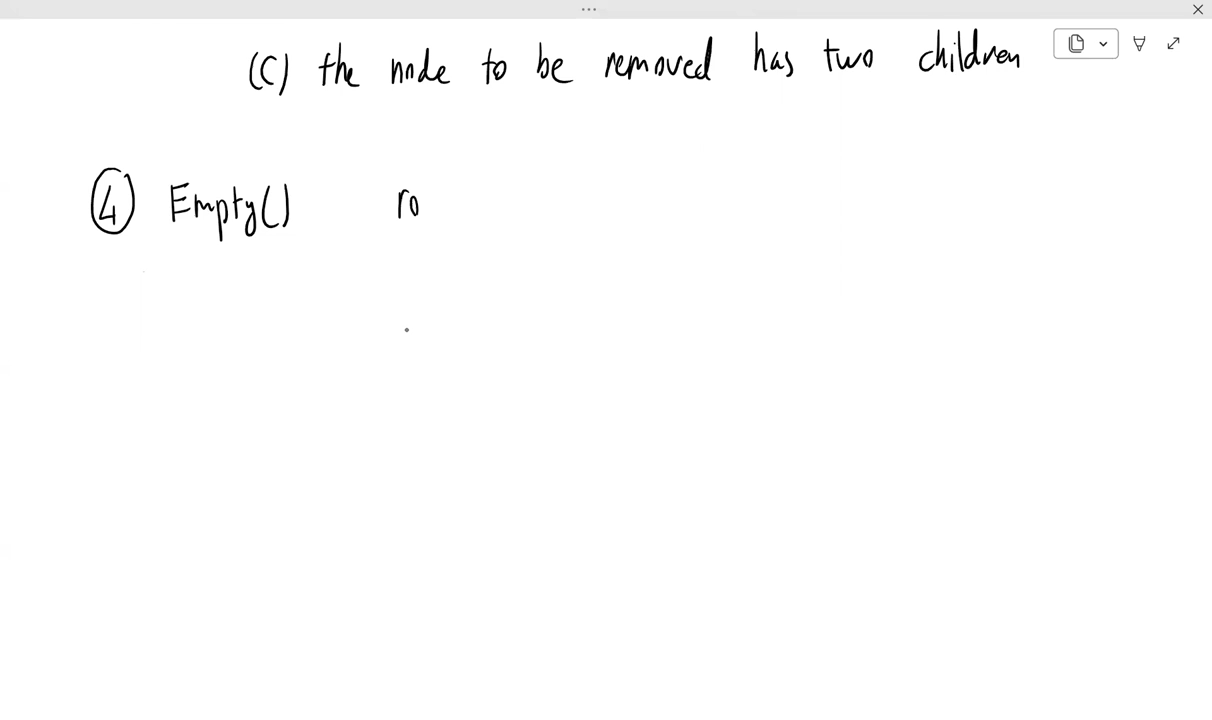 (C) the node to be removed has two children
④ Empty() ro